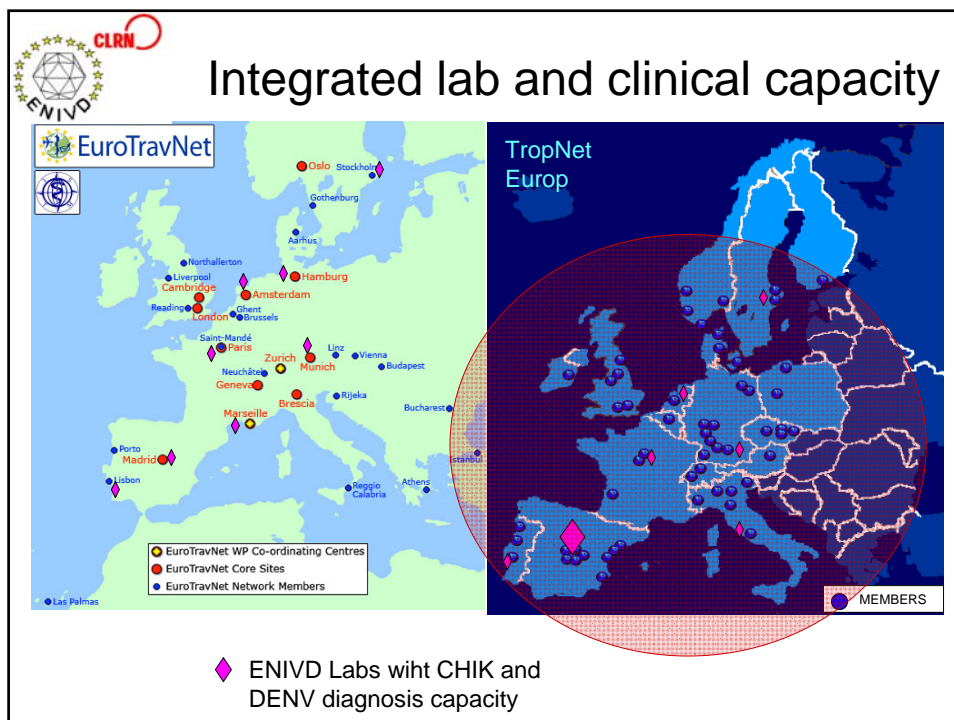 CLRN
ENIVD
Integrated lab and clinical capacity
EuroTravNet
TropNet
Europ
Oslo
Stockholm
Gothenburg
Aarhus
Northallerton
Liverpool
Cambridge
Hamburg
Amsterdam
Reading
London
Ghent
Brussels
Saint-Mandé
Paris
Zurich
Munich
Linz
Vienna
Budapest
Neuchâtel
Geneva
Brescia
Rijeka
Bucharest
Marseille
Porto
Madrid
Lisbon
Istanbul
Reggio
Calabria
Athens
Las Palmas
EuroTravNet WP Co-ordinating Centres
EuroTravNet Core Sites
EuroTravNet Network Members
MEMBERS
ENIVD Labs wiht CHIK and
DENV diagnosis capacity